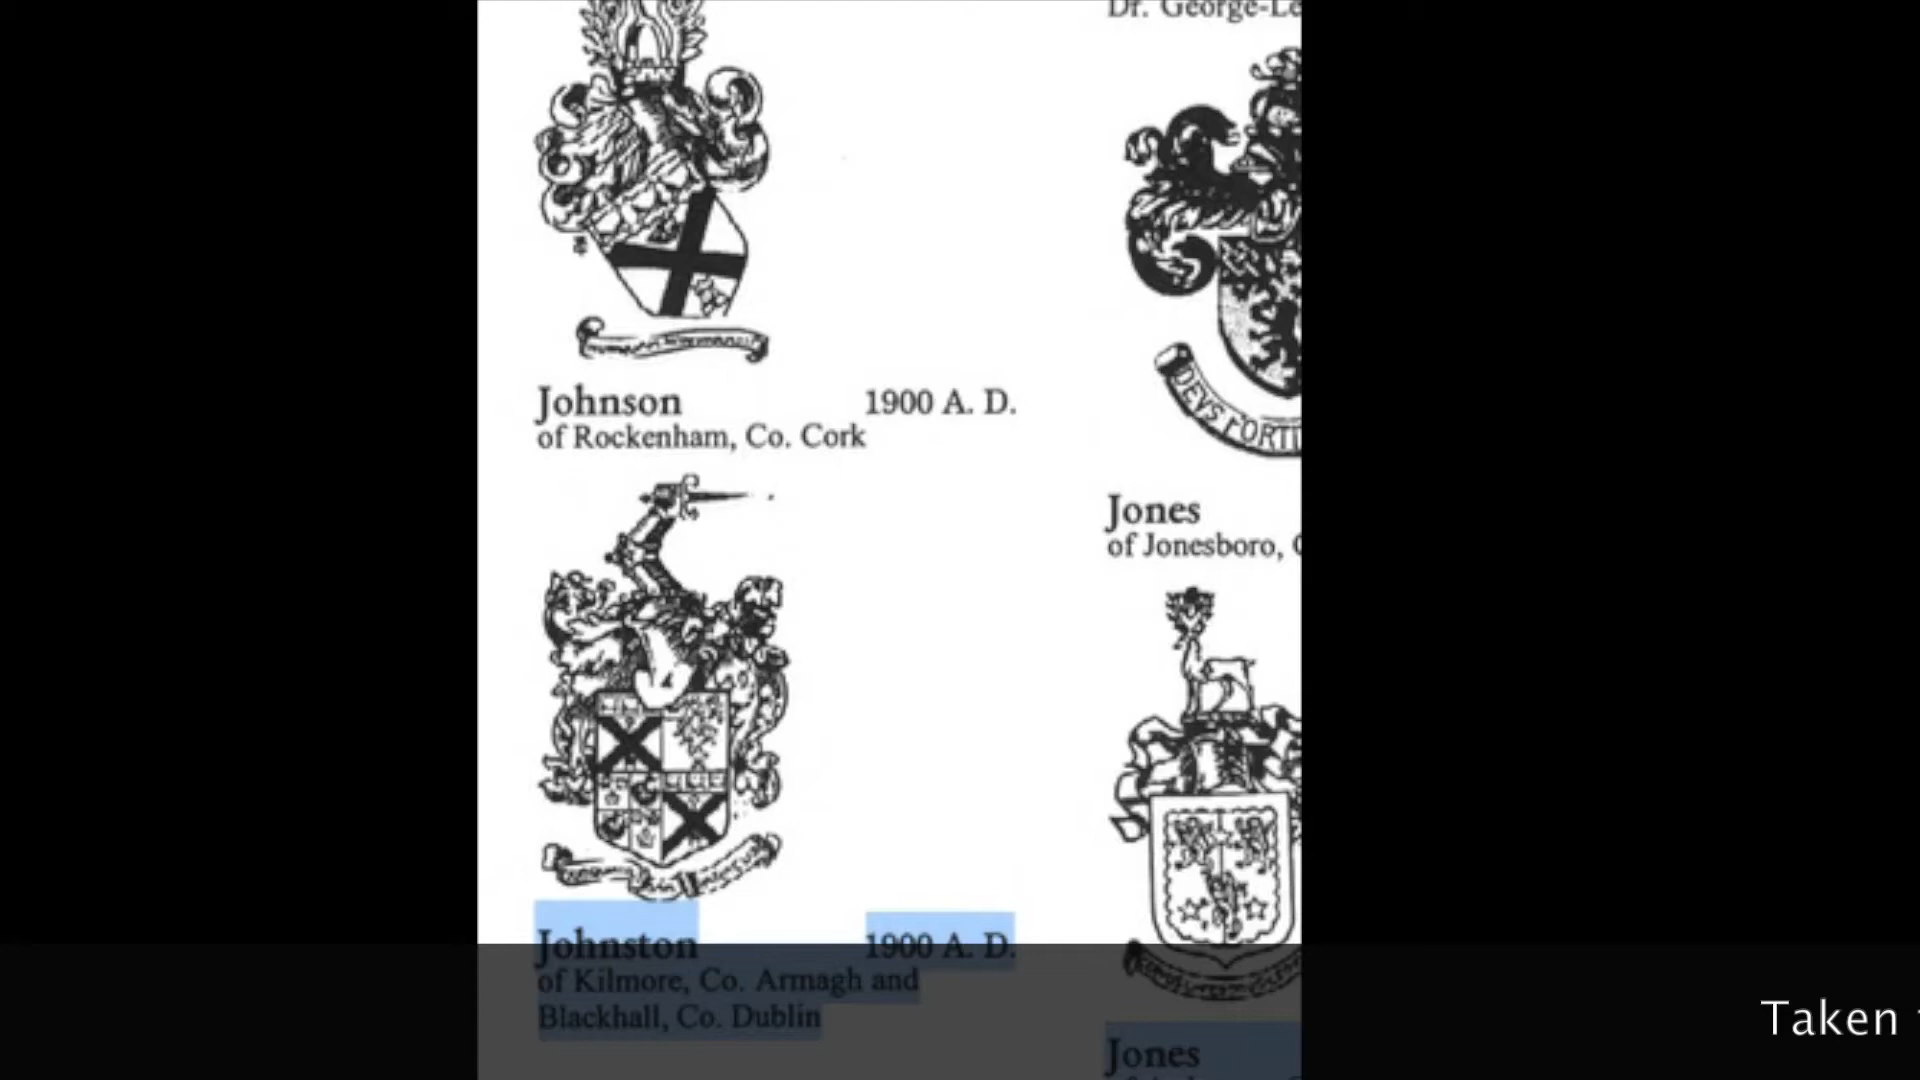 Dr. George-Le
Johnson 1900 A. D.
of Rockenham, Co. Cork
DEVS FORTI
Jones
of Jonesboro,
Johnston 1900 A. D.
of Kilmore, Co. Armagh and
Blackhall, Co. Dublin
Taken
Jones